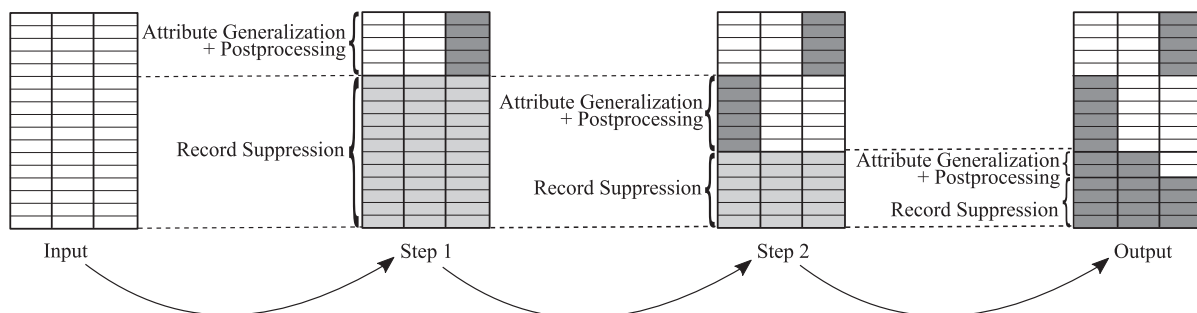 Attribute Generalization
+ Postprocessing
Record Suppression
Attribute Generalization
+ Postprocessing
Record Suppression
Attribute Generalization
+ Postprocessing
Record Suppression
Input
Step 1
Step 2
Output